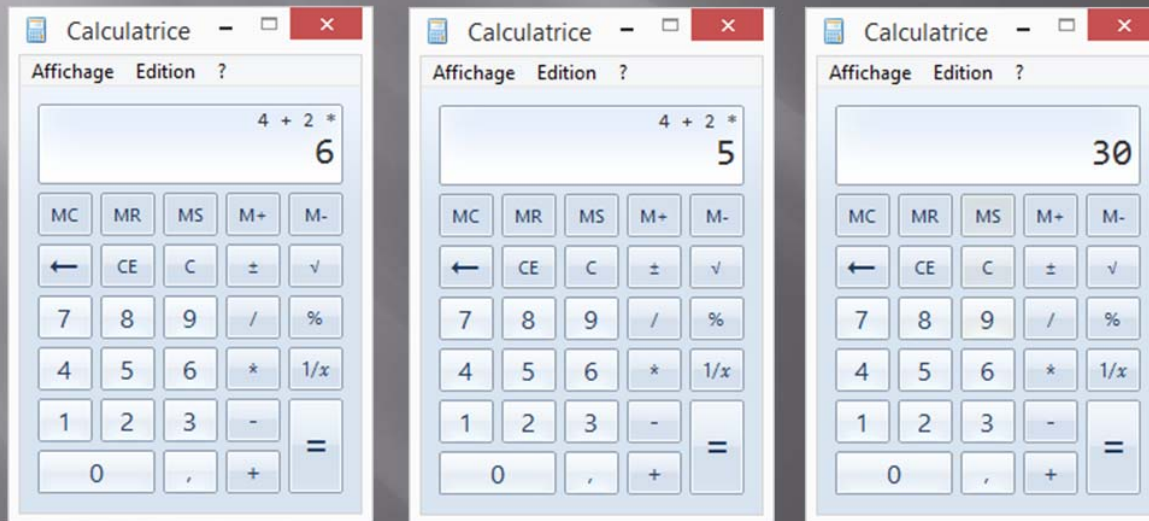 Calculatrice
Affichage Edition ?
4 + 2 *
6
MC MR MS M+ M-
← CE C ± √
7 8 9 / %
4 5 6 * 1/x
1 2 3 -
=
0 , +
Calculatrice
Affichage Edition ?
4 + 2 *
5
MC MR MS M+ M-
← CE C ± √
7 8 9 / %
4 5 6 * 1/x
1 2 3 -
=
0 , +
Calculatrice
Affichage Edition ?
30
MC MR MS M+ M-
← CE C ± √
7 8 9 / %
4 5 6 * 1/x
1 2 3 -
=
0 , +